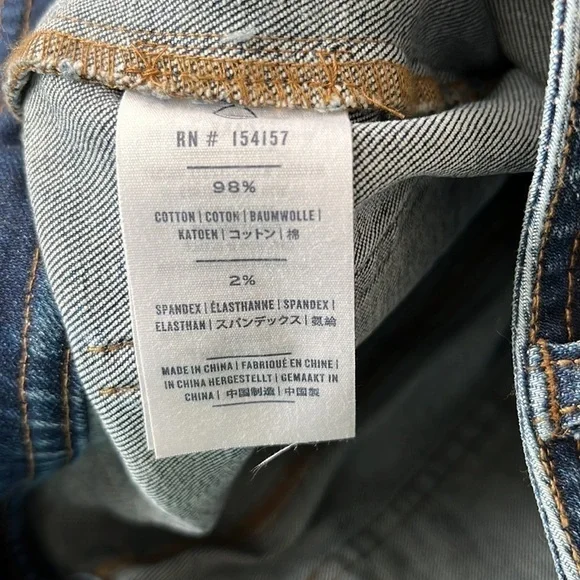 RN # 154157
98%
COTTON | COTON | BAUMWOLLE |
KATOEN | コットン | 棉
2%
SPANDEX | ÉLASTHANNE | SPANDEX |
ELASTHAN | スパンデックス | 氨綸
MADE IN CHINA | FABRIQUÉ EN CHINE |
IN CHINA HERGESTELLT | GEMAAKT IN
CHINA | 中国制造 | 中国製